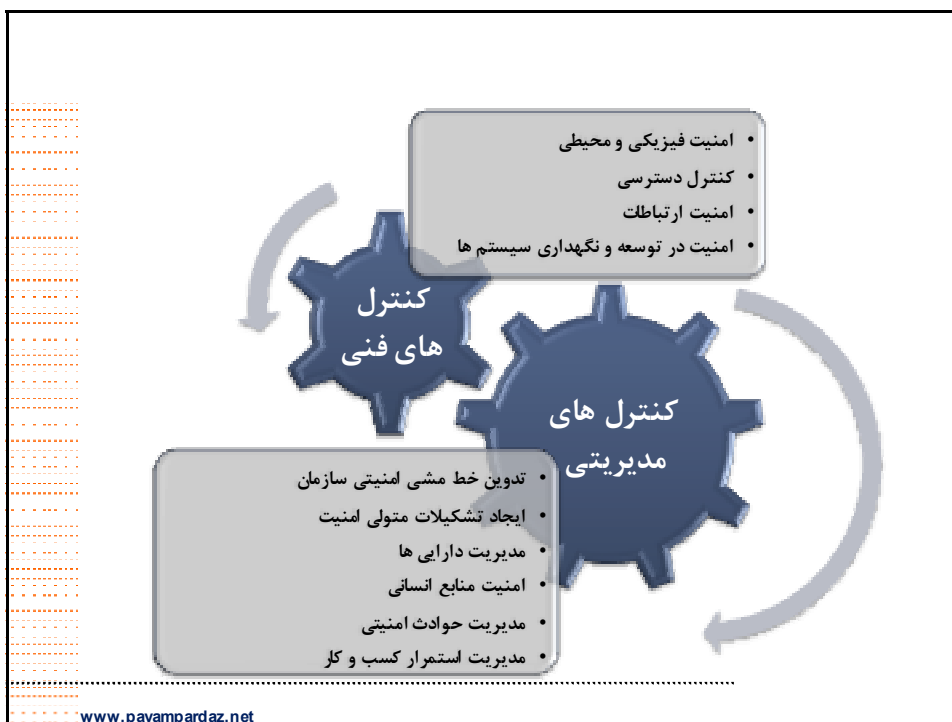 • امنیت فیزیکی و محیطی
• کنترل دسترسی
• امنیت ارتباطات
• امنیت در توسعه و نگهداری سیستم ها
کنترل
های فنی
کنترل های
مدیریتی
• تدوین خط مشی امنیتی سازمان
• ایجاد تشکیلات متولی امنیت
• مدیریت دارایی ها
• امنیت منابع انسانی
• مدیریت حوادث امنیتی
• مدیریت استمرار کسب و کار
www.payampardaz.net